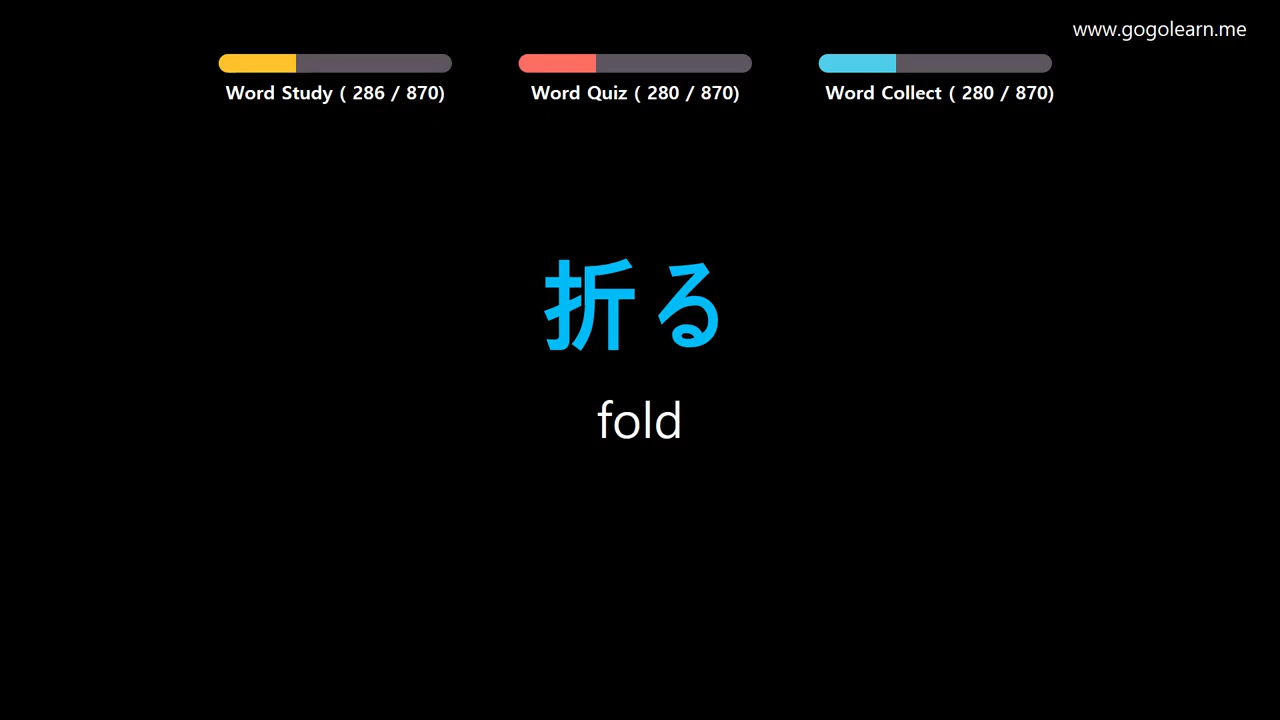 www.gogolearn.me
Word Study ( 286 / 870)
Word Quiz ( 280 / 870)
Word Collect ( 280 / 870)
折る
fold